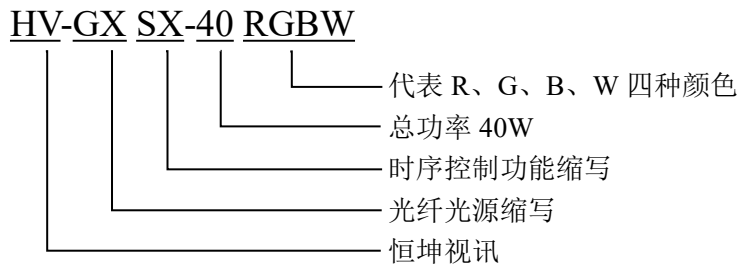 HV-GX SX-40 RGBW
代表 R、G、B、W 四种颜色
总功率 40W
时序控制功能缩写
光纤光源缩写
恒坤视讯